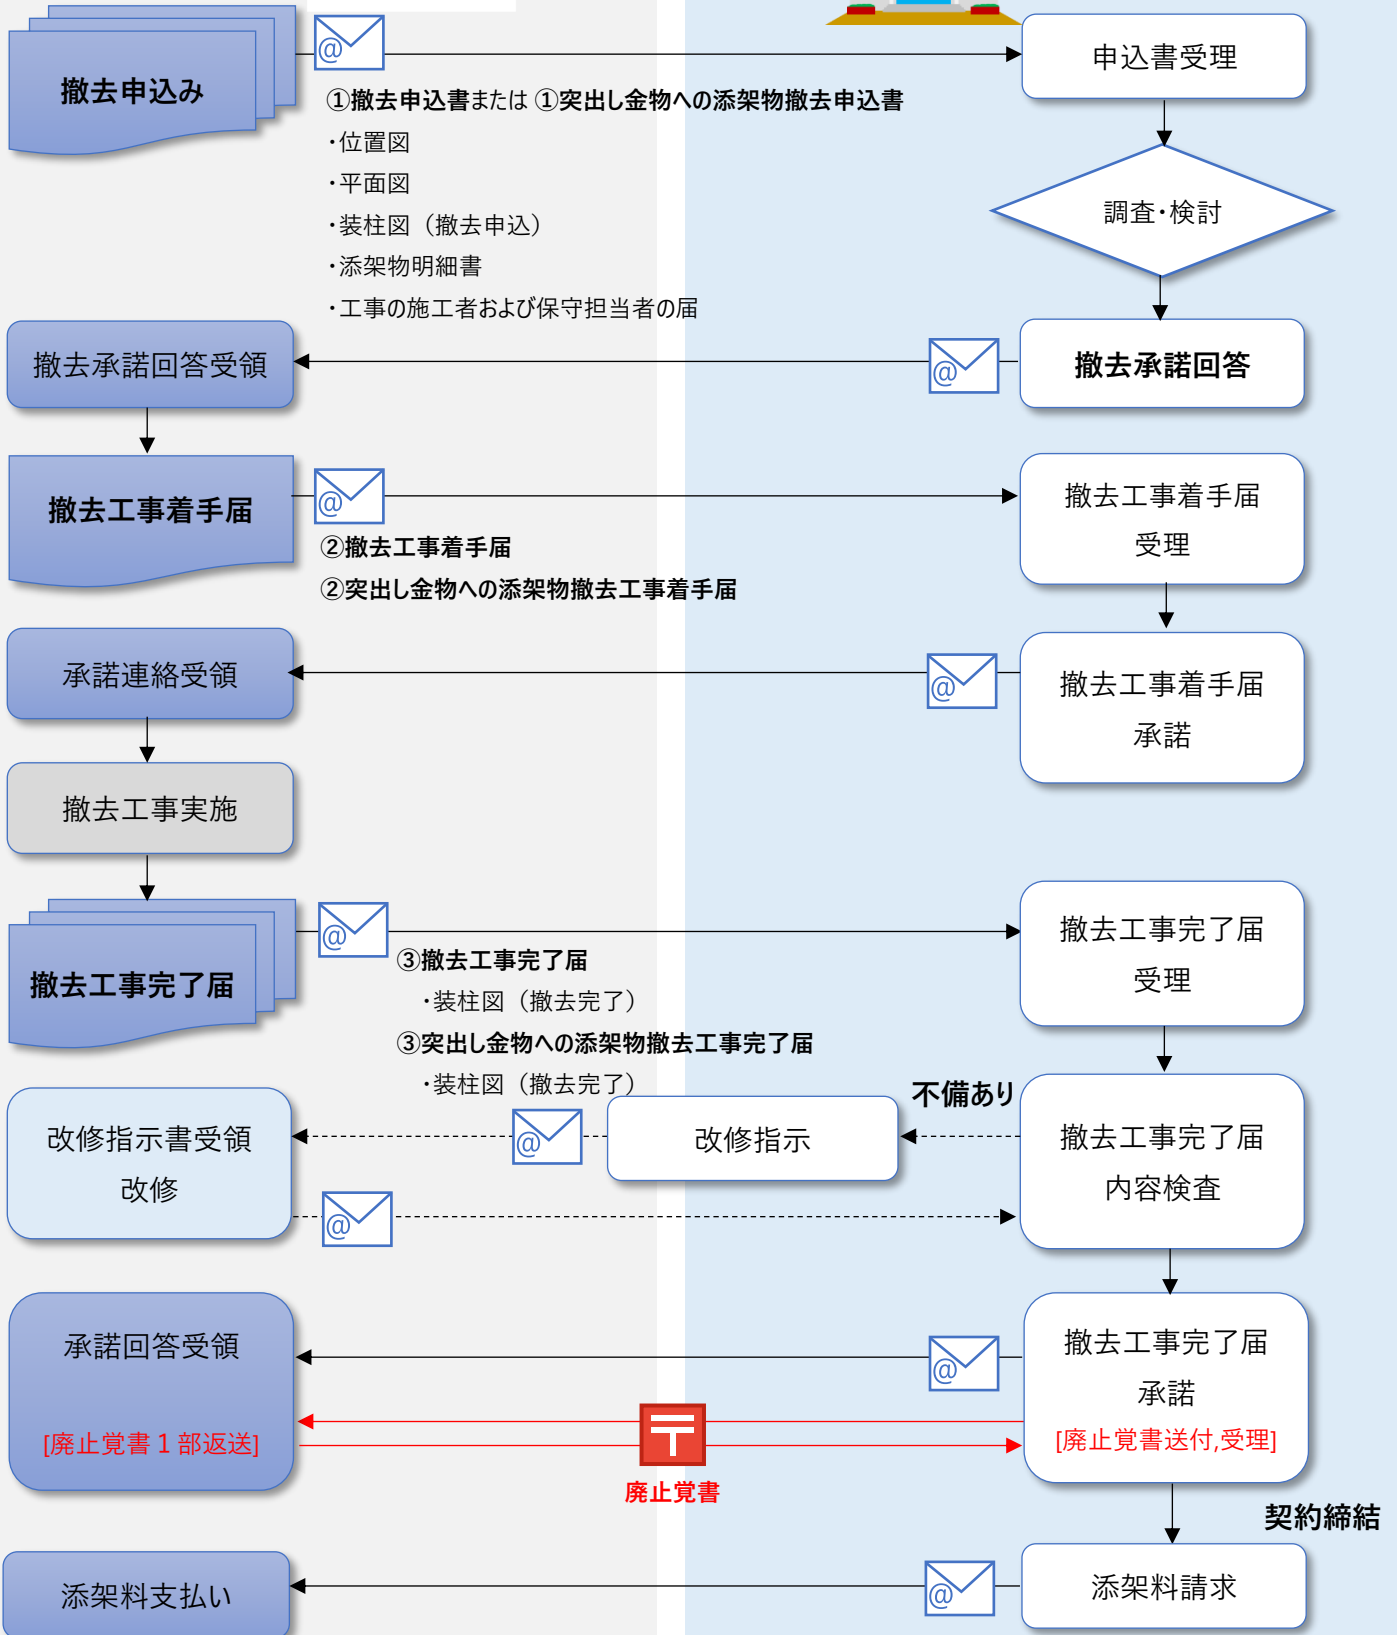 撤去申込み
申込書受理
①撤去申込書または ①突出し金物への添架物撤去申込書
・位置図
・平面図
・装柱図（撤去申込）
・添架物明細書
・工事の施工者および保守担当者の届
調査・検討
撤去承諾回答受領
撤去承諾回答
撤去工事着手届
②撤去工事着手届
②突出し金物への添架物撤去工事着手届
撤去工事着手届
受理
承諾連絡受領
撤去工事着手届
承諾
撤去工事実施
撤去工事完了届
③撤去工事完了届
・装柱図（撤去完了）
③突出し金物への添架物撤去工事完了届
・装柱図（撤去完了）
撤去工事完了届
受理
改修指示書受領
改修
改修指示
不備あり
撤去工事完了届
内容検査
承諾回答受領
[廃止覚書１部返送]
〒
廃止覚書
撤去工事完了届
承諾
[廃止覚書送付,受理]
契約締結
添架料支払い
添架料請求